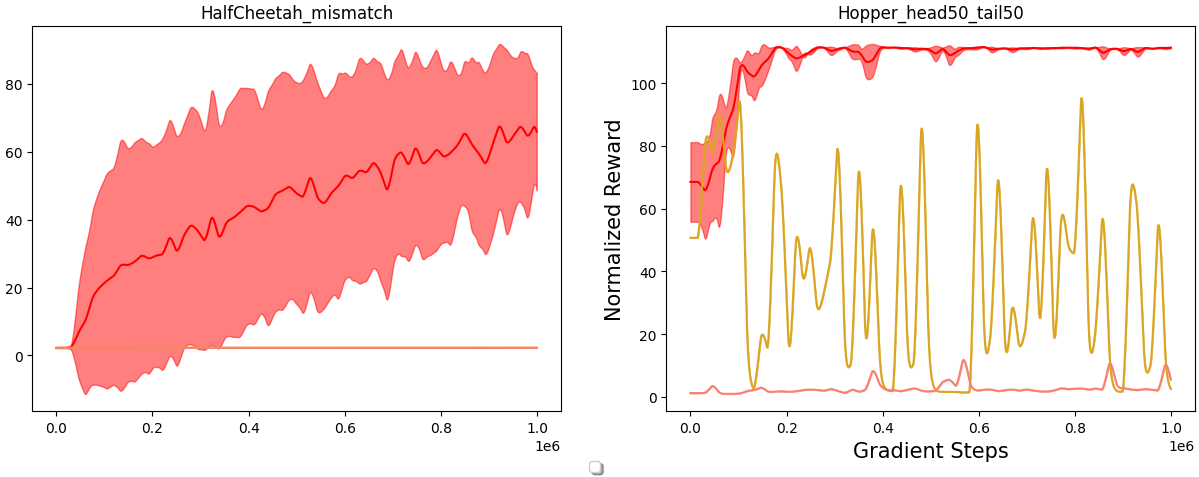 HalfCheetah_mismatch
80
60
40
20
0
0.0 0.2 0.4 0.6 0.8 1.0
1e6
Hopper_head50_tail50
Normalized Reward
100
80
60
40
20
0
0.0 0.2 0.4 0.6 0.8 1.0
1e6
Gradient Steps